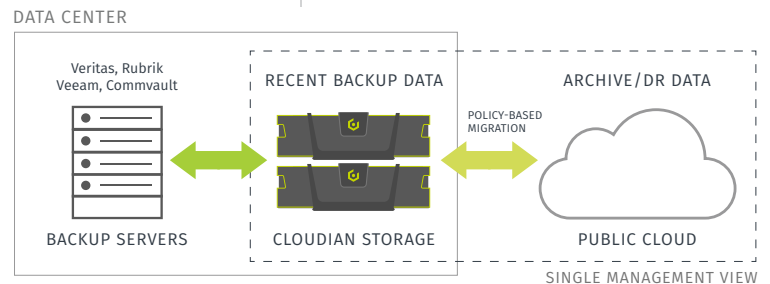 DATA CENTER
Veritas, Rubrik
Veeam, Commvault
RECENT BACKUP DATA
ARCHIVE/DR DATA
POLICY-BASED
MIGRATION
BACKUP SERVERS
CLOUDIAN STORAGE
PUBLIC CLOUD
SINGLE MANAGEMENT VIEW